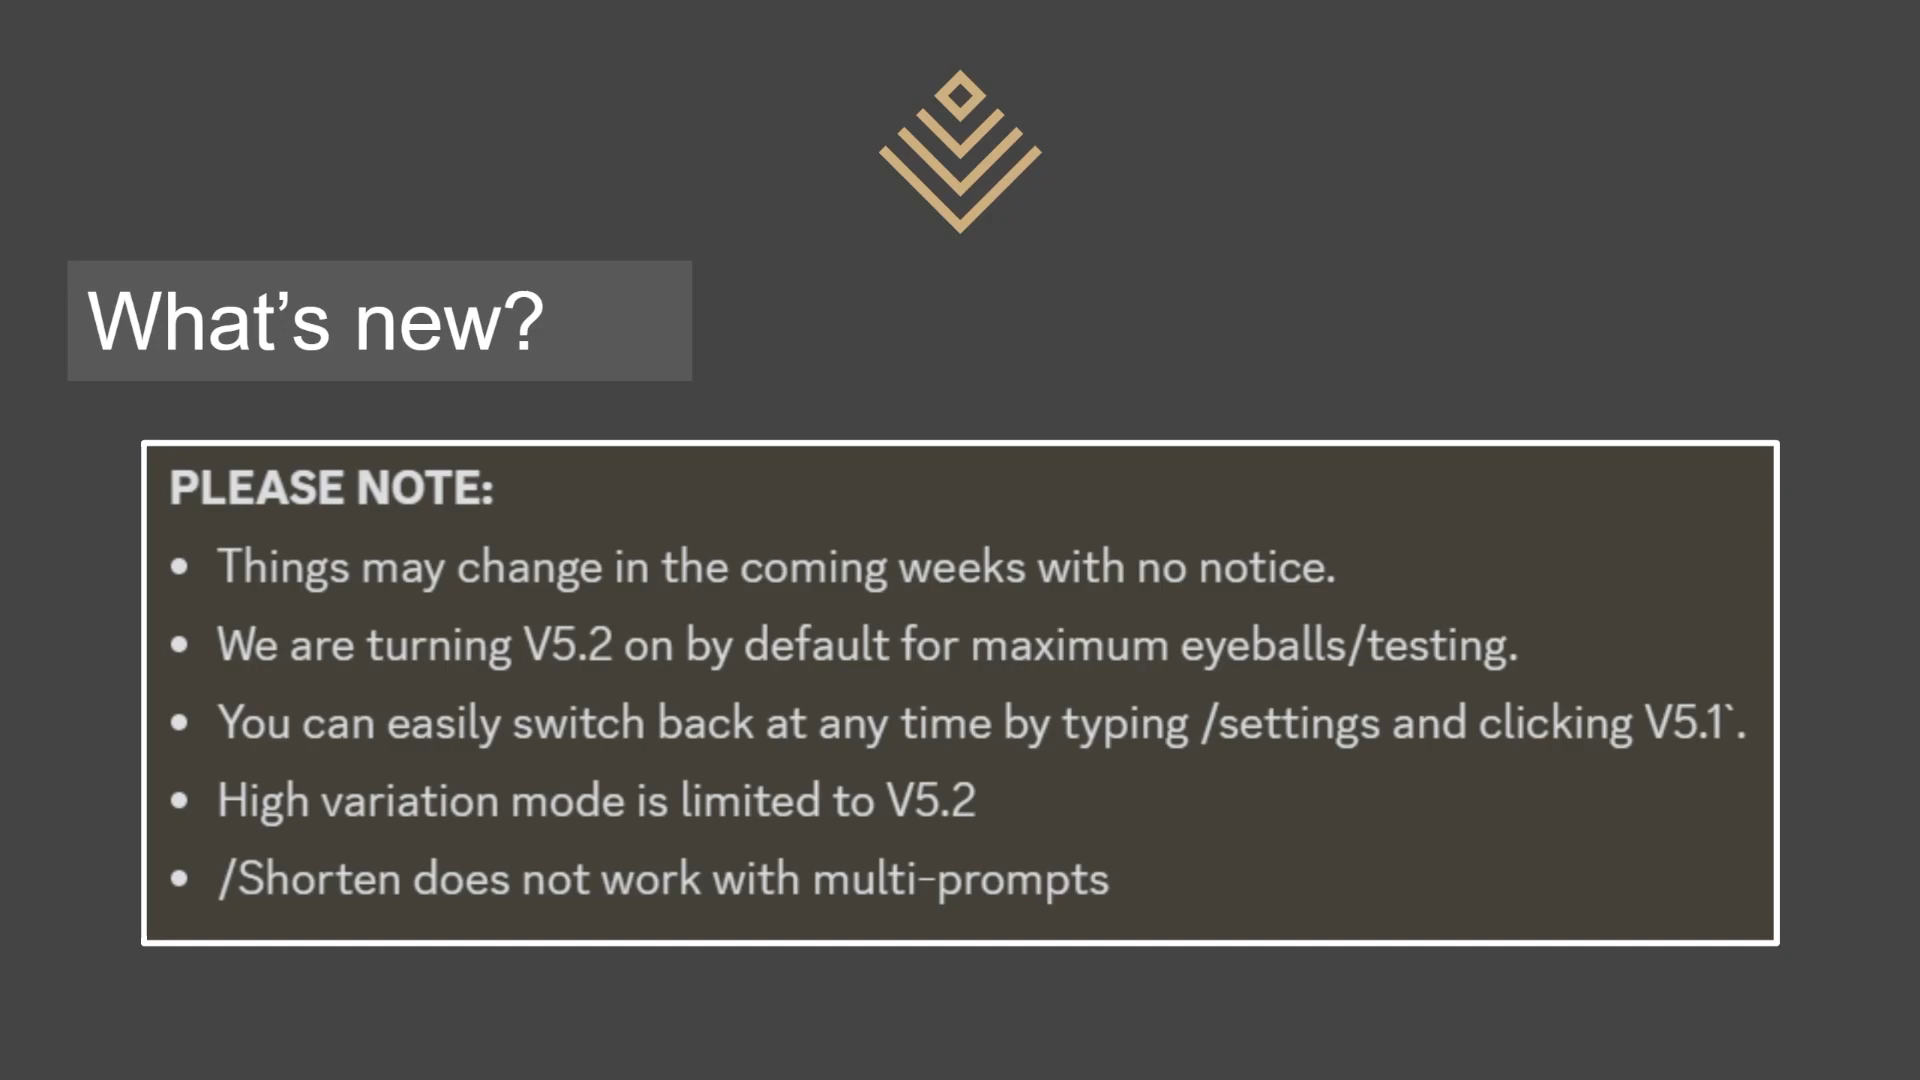 What’s new?
PLEASE NOTE:
• Things may change in the coming weeks with no notice.
• We are turning V5.2 on by default for maximum eyeballs/testing.
• You can easily switch back at any time by typing /settings and clicking V5.1`.
• High variation mode is limited to V5.2
• /Shorten does not work with multi-prompts